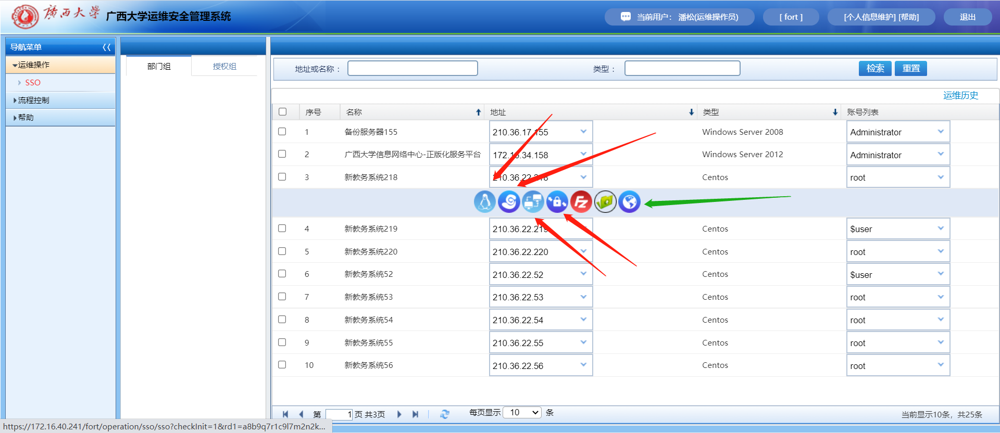 廣西大學 广西大学运维安全管理系统 当前用户： 潘松(运维操作员) [ fort ] [个人信息维护] [帮助] 退出
导航菜单
运维操作
SSO
流程控制
帮助
部门组 授权组
地址或名称： 类型： 检索 重置
运维历史
序号 名称 地址 类型 账号列表
1 备份服务器155 210.36.17.155 Windows Server 2008 Administrator
2 广西大学信息网络中心-正版化服务平台 172.16.34.158 Windows Server 2012 Administrator
3 新教务系统218 210.36.22.218 Centos root
Fz
4 新教务系统219 210.36.22.219 Centos $user
5 新教务系统220 210.36.22.220 Centos root
6 新教务系统52 210.36.22.52 Centos $user
7 新教务系统53 210.36.22.53 Centos root
8 新教务系统54 210.36.22.54 Centos root
9 新教务系统55 210.36.22.55 Centos root
10 新教务系统56 210.36.22.56 Centos root
第 1 页 共3页 每页显示 10 条 当前显示10条，共25条
https://172.16.40.241/fort/operation/sso/sso?checkInit=1&rd1=a8b9q7r1c9l7m2n2k...